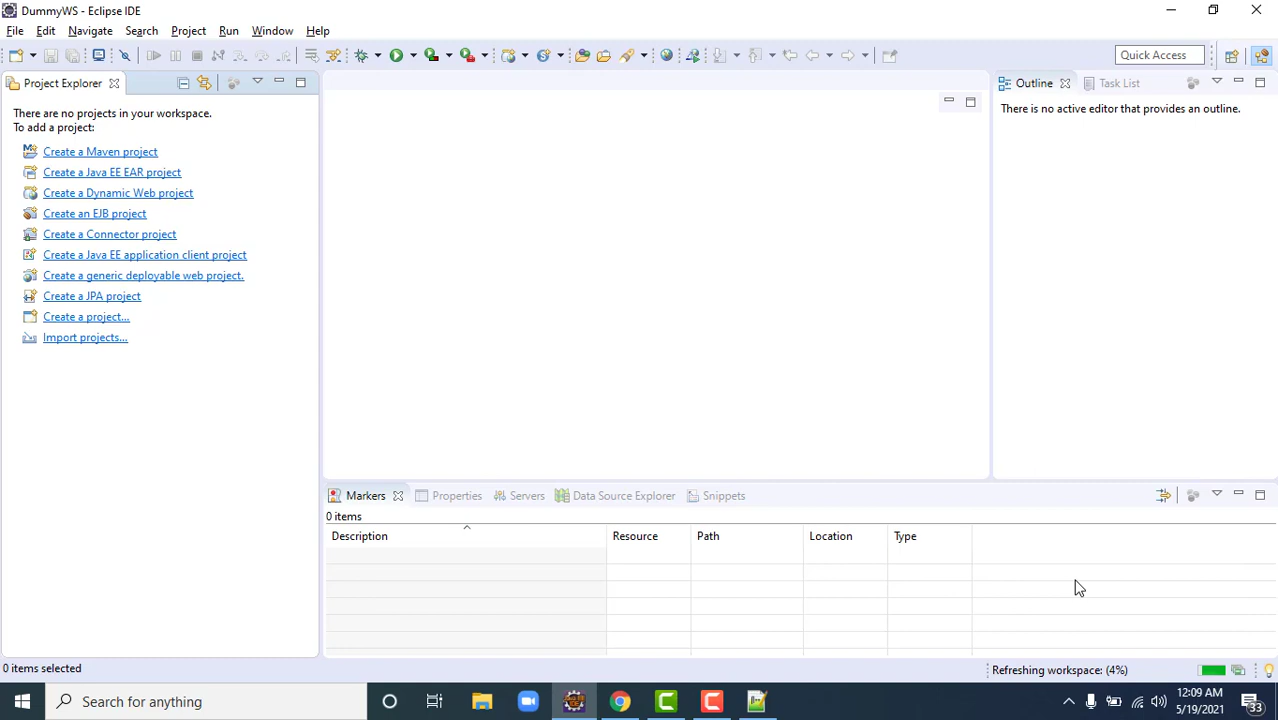 DummyWS - Eclipse IDE
File Edit Navigate Search Project Run Window Help
Quick Access
Project Explorer
There are no projects in your workspace.
To add a project:
Create a Maven project
Create a Java EE EAR project
Create a Dynamic Web project
Create an EJB project
Create a Connector project
Create a Java EE application client project
Create a generic deployable web project.
Create a JPA project
Create a project...
Import projects...
Outline Task List
There is no active editor that provides an outline.
Markers Properties Servers Data Source Explorer Snippets
0 items
Description Resource Path Location Type
0 items selected
Refreshing workspace: (4%)
Search for anything
12:09 AM
5/19/2021
33